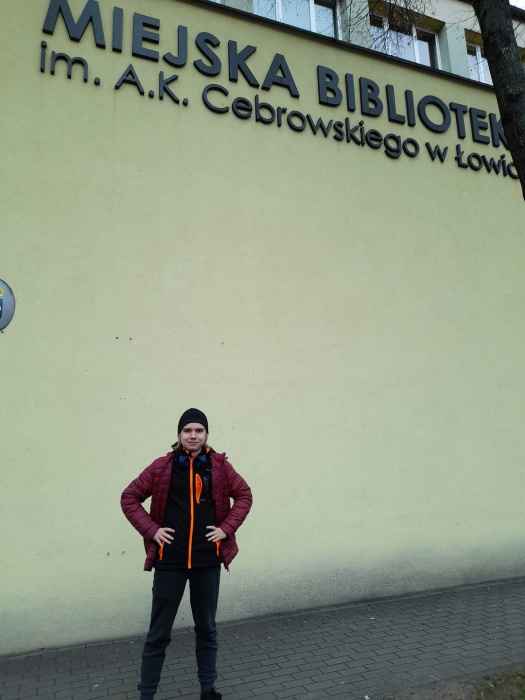 MIEJSKA BIBLIOTEK
im. A.K. Cebrowskiego w Łowic